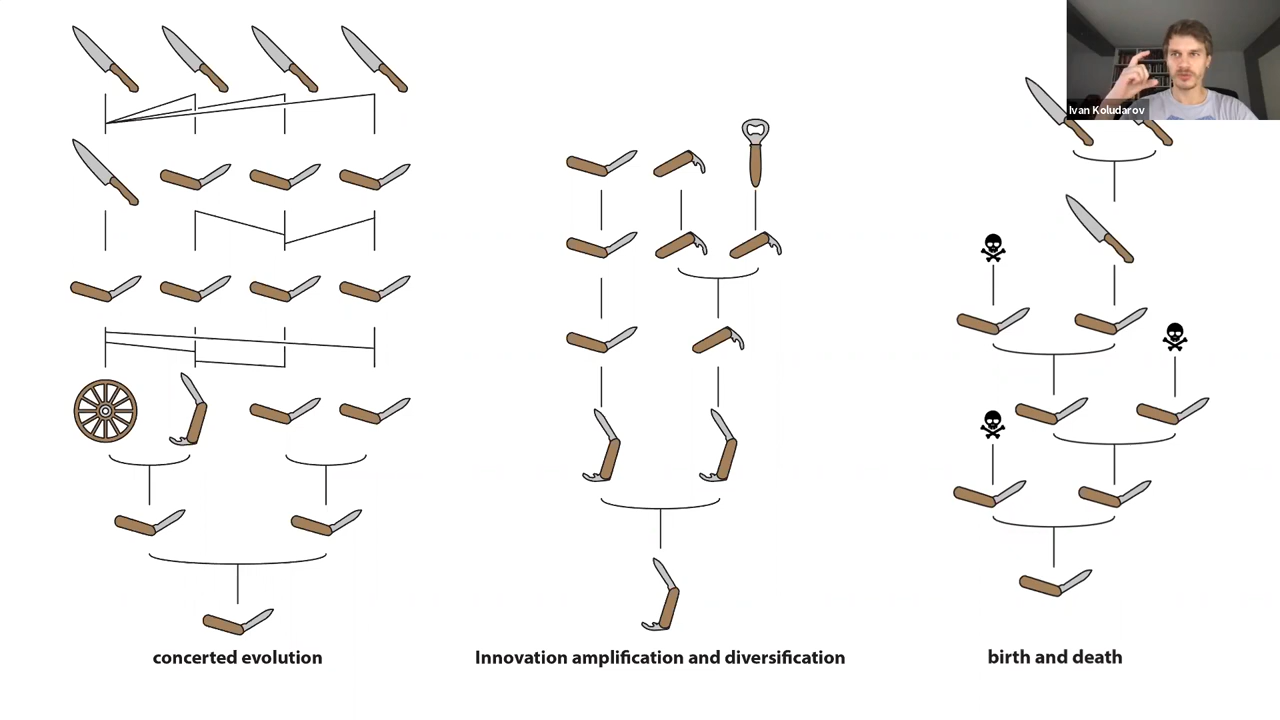 Ivan Koludarov
concerted evolution
Innovation amplification and diversification
birth and death